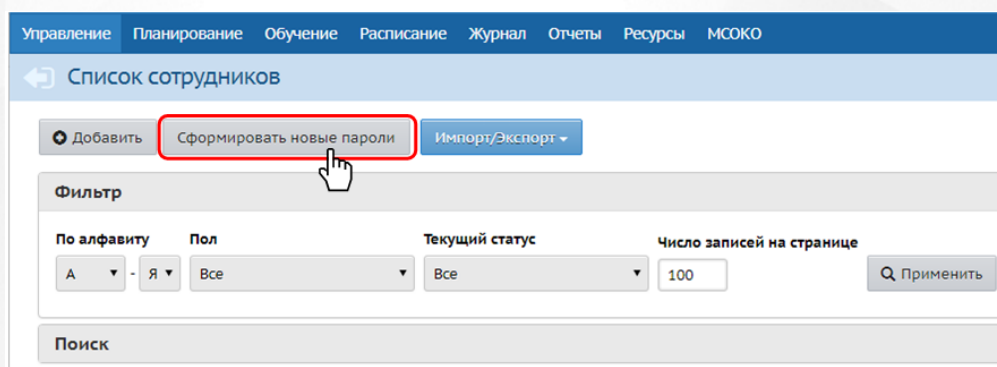 Управление Планирование Обучение Расписание Журнал Отчеты Ресурсы МСОКО
Список сотрудников
Добавить Сформировать новые пароли Импорт/Экспорт
Фильтр
По алфавиту Пол Текущий статус Число записей на странице
А - Я Все Все 100 Применить
Поиск